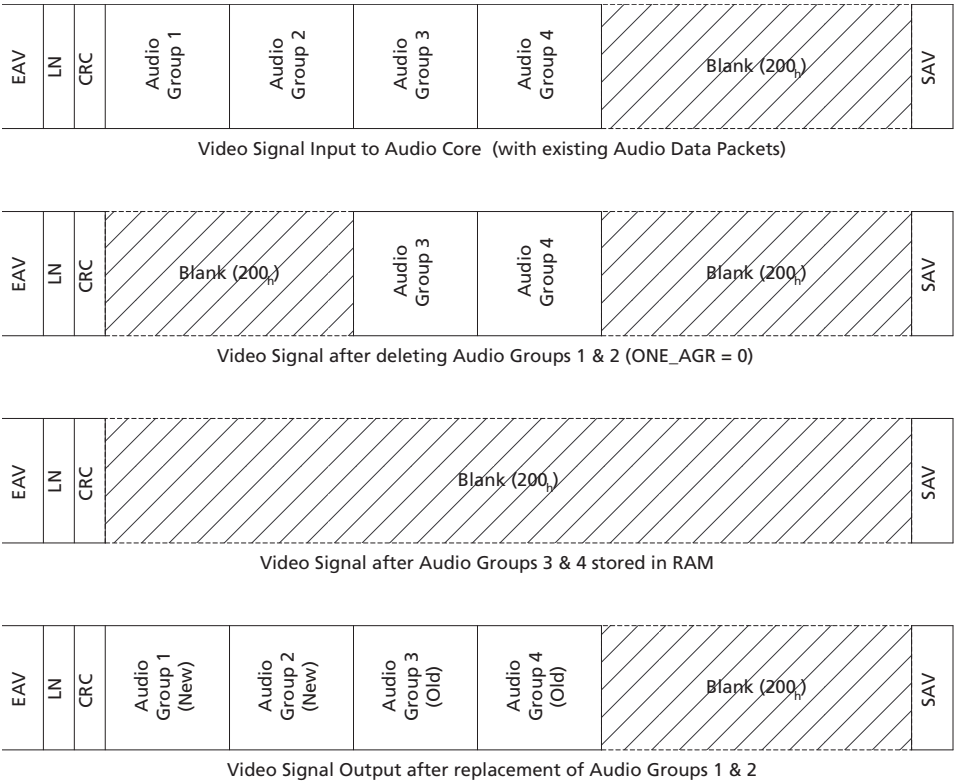 EAV
LN
CRC
Audio
Group 1
Audio
Group 2
Audio
Group 3
Audio
Group 4
Blank (200h)
SAV
Video Signal Input to Audio Core (with existing Audio Data Packets)
EAV
LN
CRC
Blank (200h)
Audio
Group 3
Audio
Group 4
Blank (200h)
SAV
Video Signal after deleting Audio Groups 1 & 2 (ONE_AGR = 0)
EAV
LN
CRC
Blank (200h)
SAV
Video Signal after Audio Groups 3 & 4 stored in RAM
EAV
LN
CRC
Audio
Group 1
(New)
Audio
Group 2
(New)
Audio
Group 3
(Old)
Audio
Group 4
(Old)
Blank (200h)
SAV
Video Signal Output after replacement of Audio Groups 1 & 2